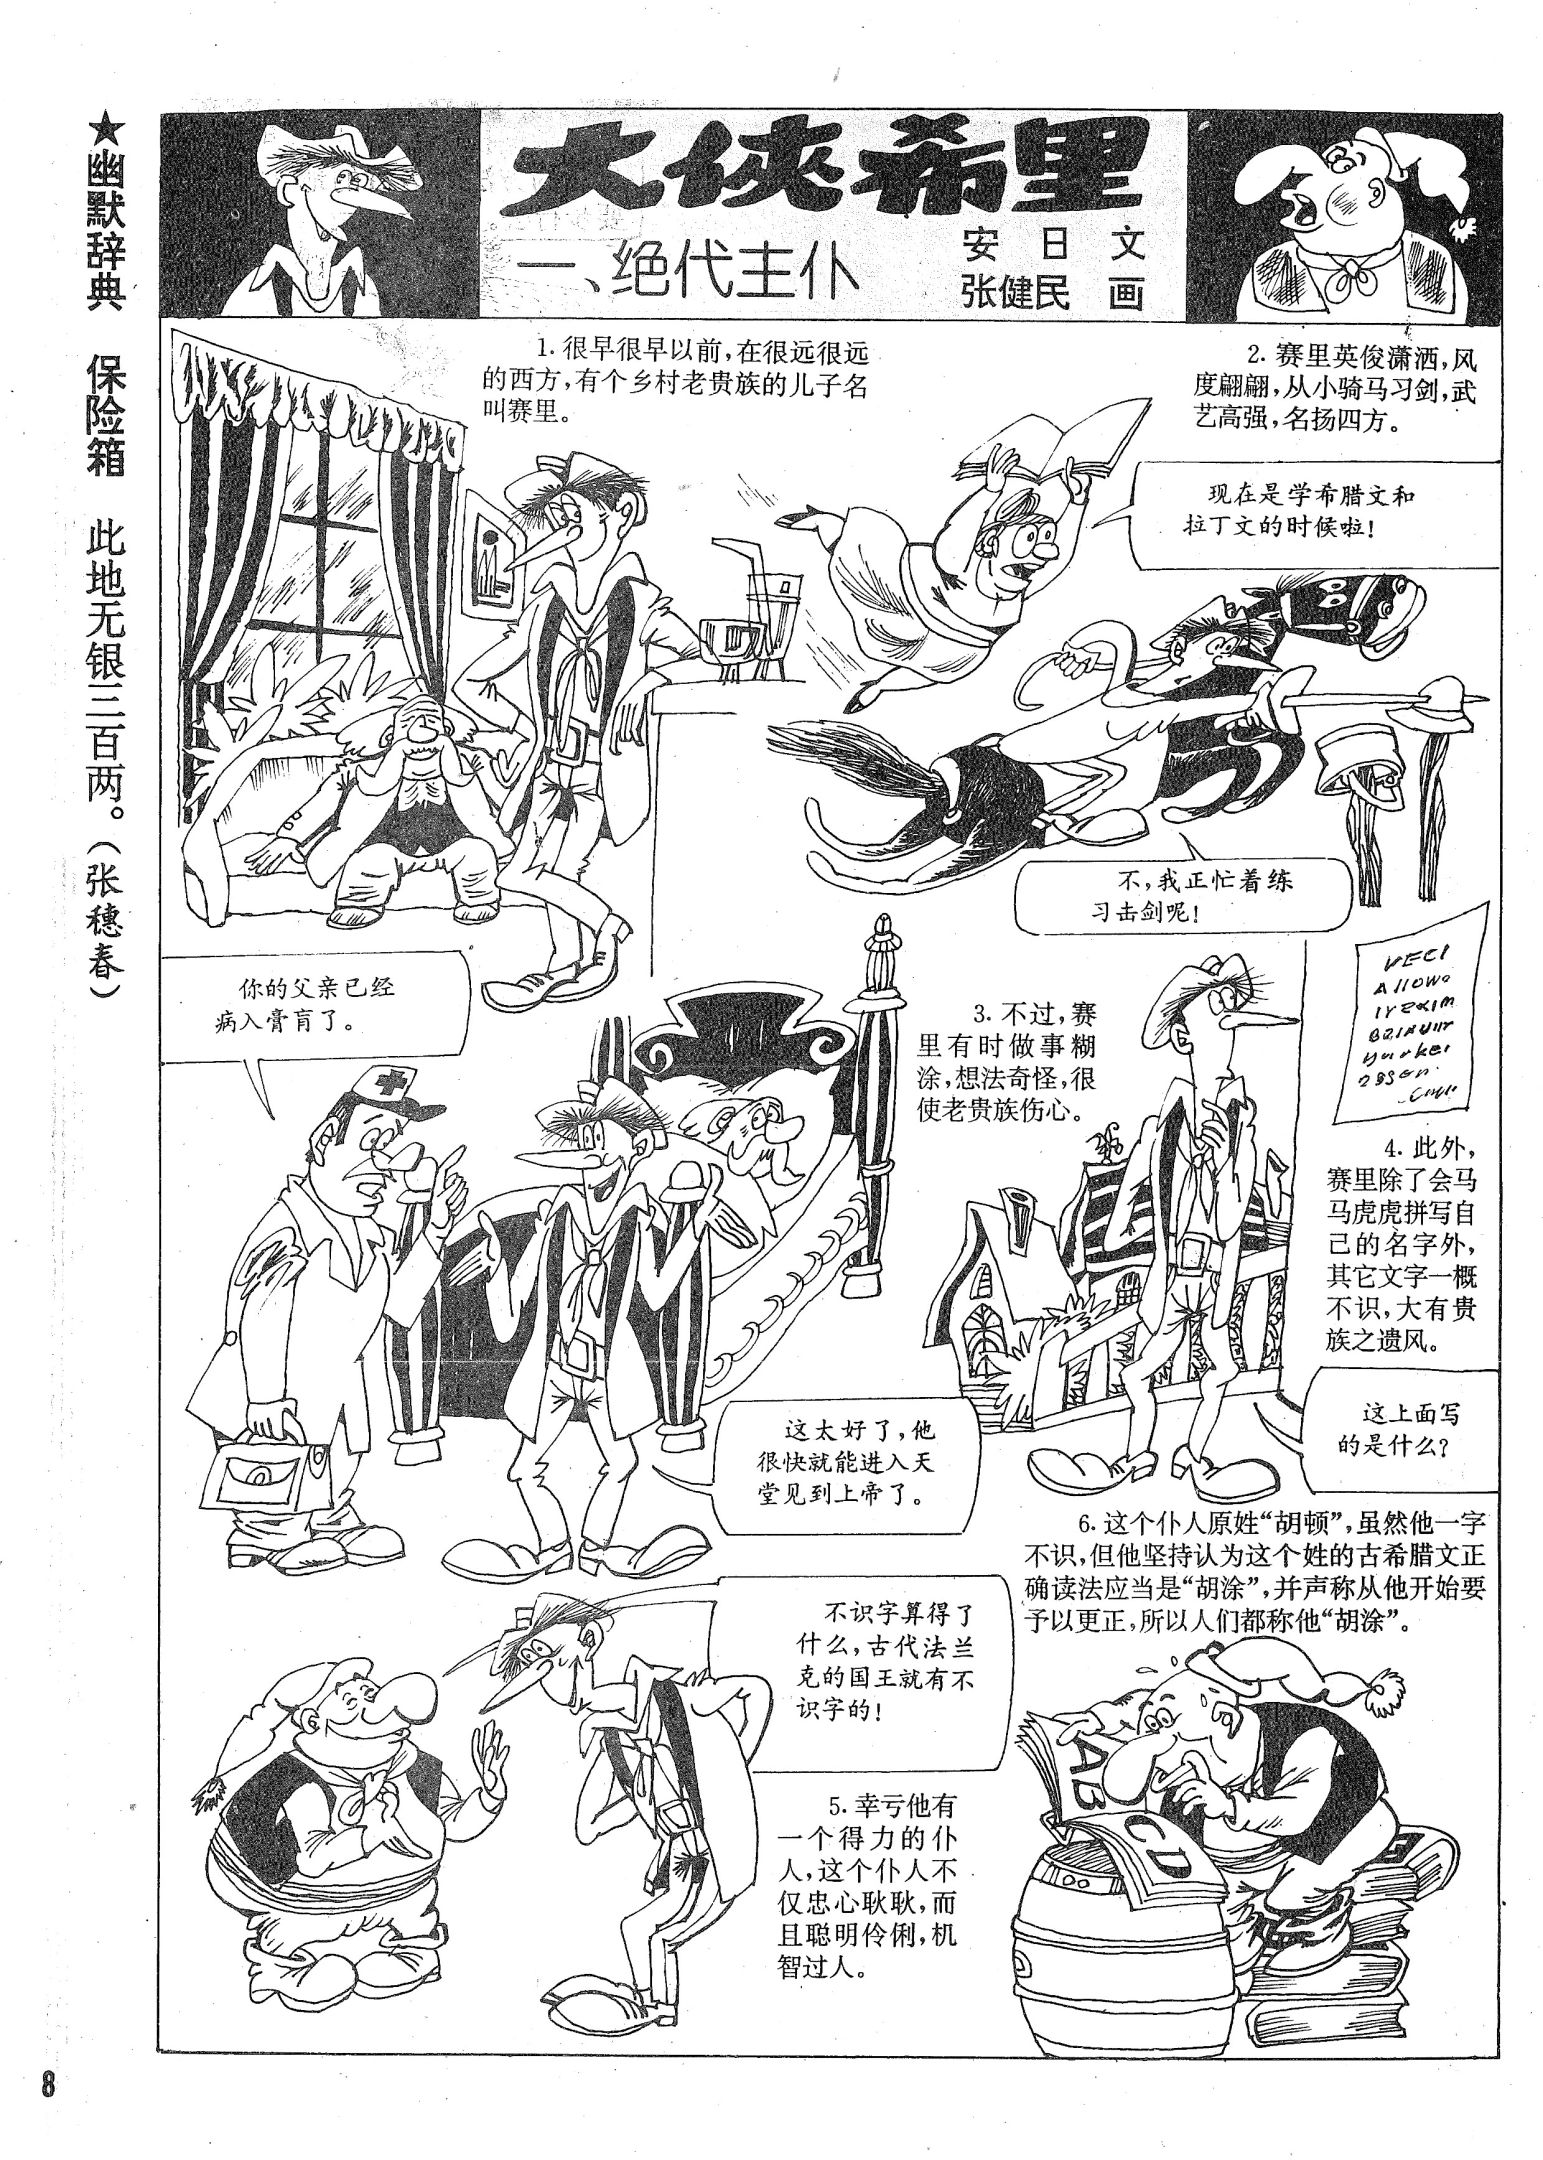 ★幽默辞典 保险箱 此地无银三百两。(张穗春)
大侠希里
一、绝代主仆
安日文
张健民 画
1. 很早很早以前,在很远很远
的西方,有个乡村老贵族的儿子名
叫赛里。
2. 赛里英俊潇洒,风
度翩翩,从小骑马习剑,武
艺高强,名扬四方。
现在是学希腊文和
拉丁文的时候啦!
不,我正忙着练
习击剑呢!
你的父亲已经
病入膏肓了。
3. 不过,赛
里有时做事糊
涂,想法奇怪,很
使老贵族伤心。
这太好了,他
很快就能进入天
堂见到上帝了。
4. 此外,
赛里除了会马
马虎虎拼写自
己的名字外,
其它文字一概
不识,大有贵
族之遗风。
这上面写
的是什么?
不识字算得了
什么,古代法兰
克的国王就有不
识字的!
5. 幸亏他有
一个得力的仆
人,这个仆人不
仅忠心耿耿,而
且聪明伶俐,机
智过人。
6. 这个仆人原姓“胡顿”,虽然他一字
不识,但他坚持认为这个姓的古希腊文正
确读法应当是“胡涂”,并声称从他开始要
予以更正,所以人们都称他“胡涂”。
AB
CD
8